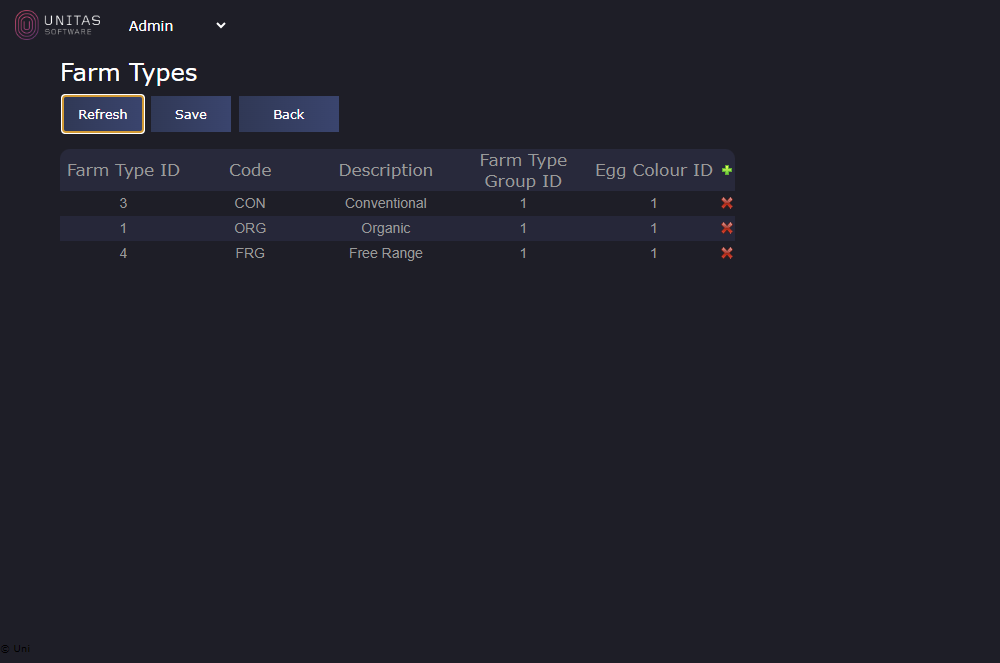 UNITAS
SOFTWARE
Admin
Farm Types
Refresh Save Back
Farm Type ID Code Description Farm Type Group ID Egg Colour ID
3 CON Conventional 1 1
1 ORG Organic 1 1
4 FRG Free Range 1 1
© Uni